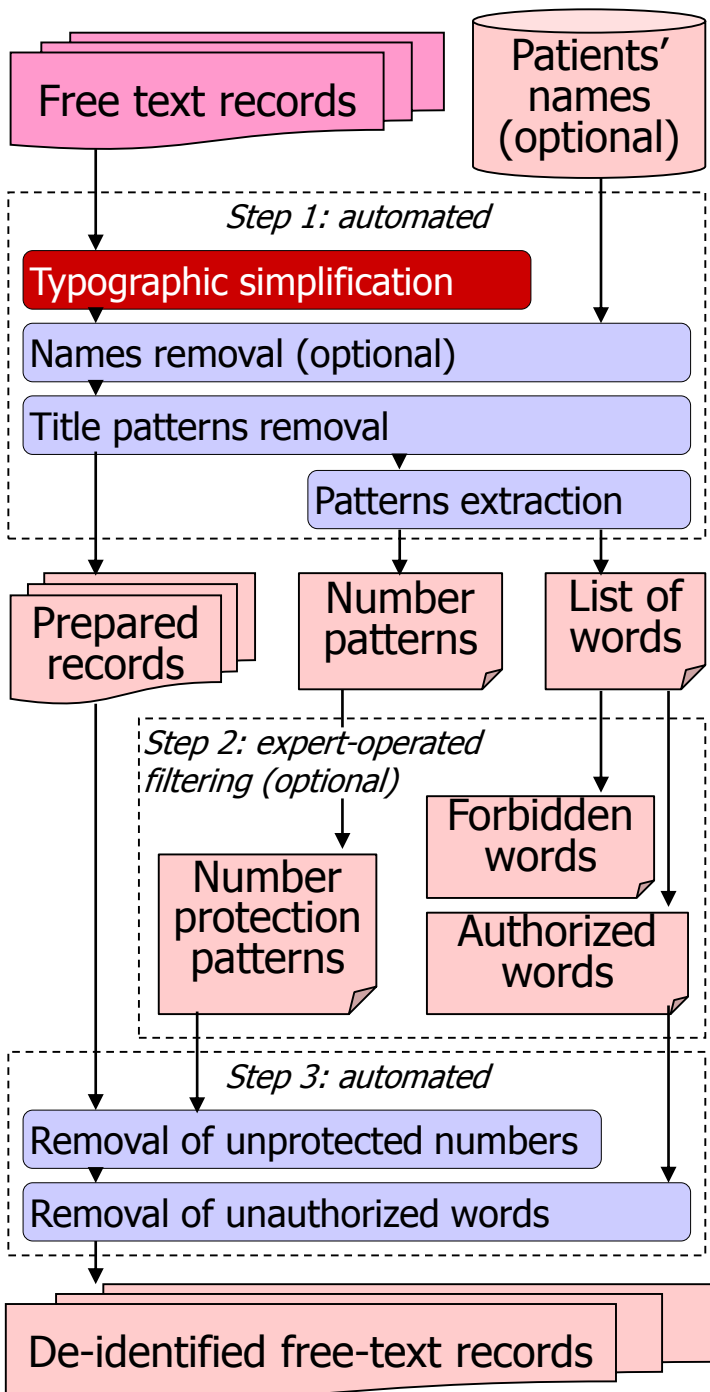 Free text records
Patients’
names
(optional)
Step 1: automated
Typographic simplification
Names removal (optional)
Title patterns removal
Patterns extraction
Prepared
records
Number
patterns
List of
words
Step 2: expert-operated
filtering (optional)
Forbidden
words
Number
protection
patterns
Authorized
words
Step 3: automated
Removal of unprotected numbers
Removal of unauthorized words
De-identified free-text records